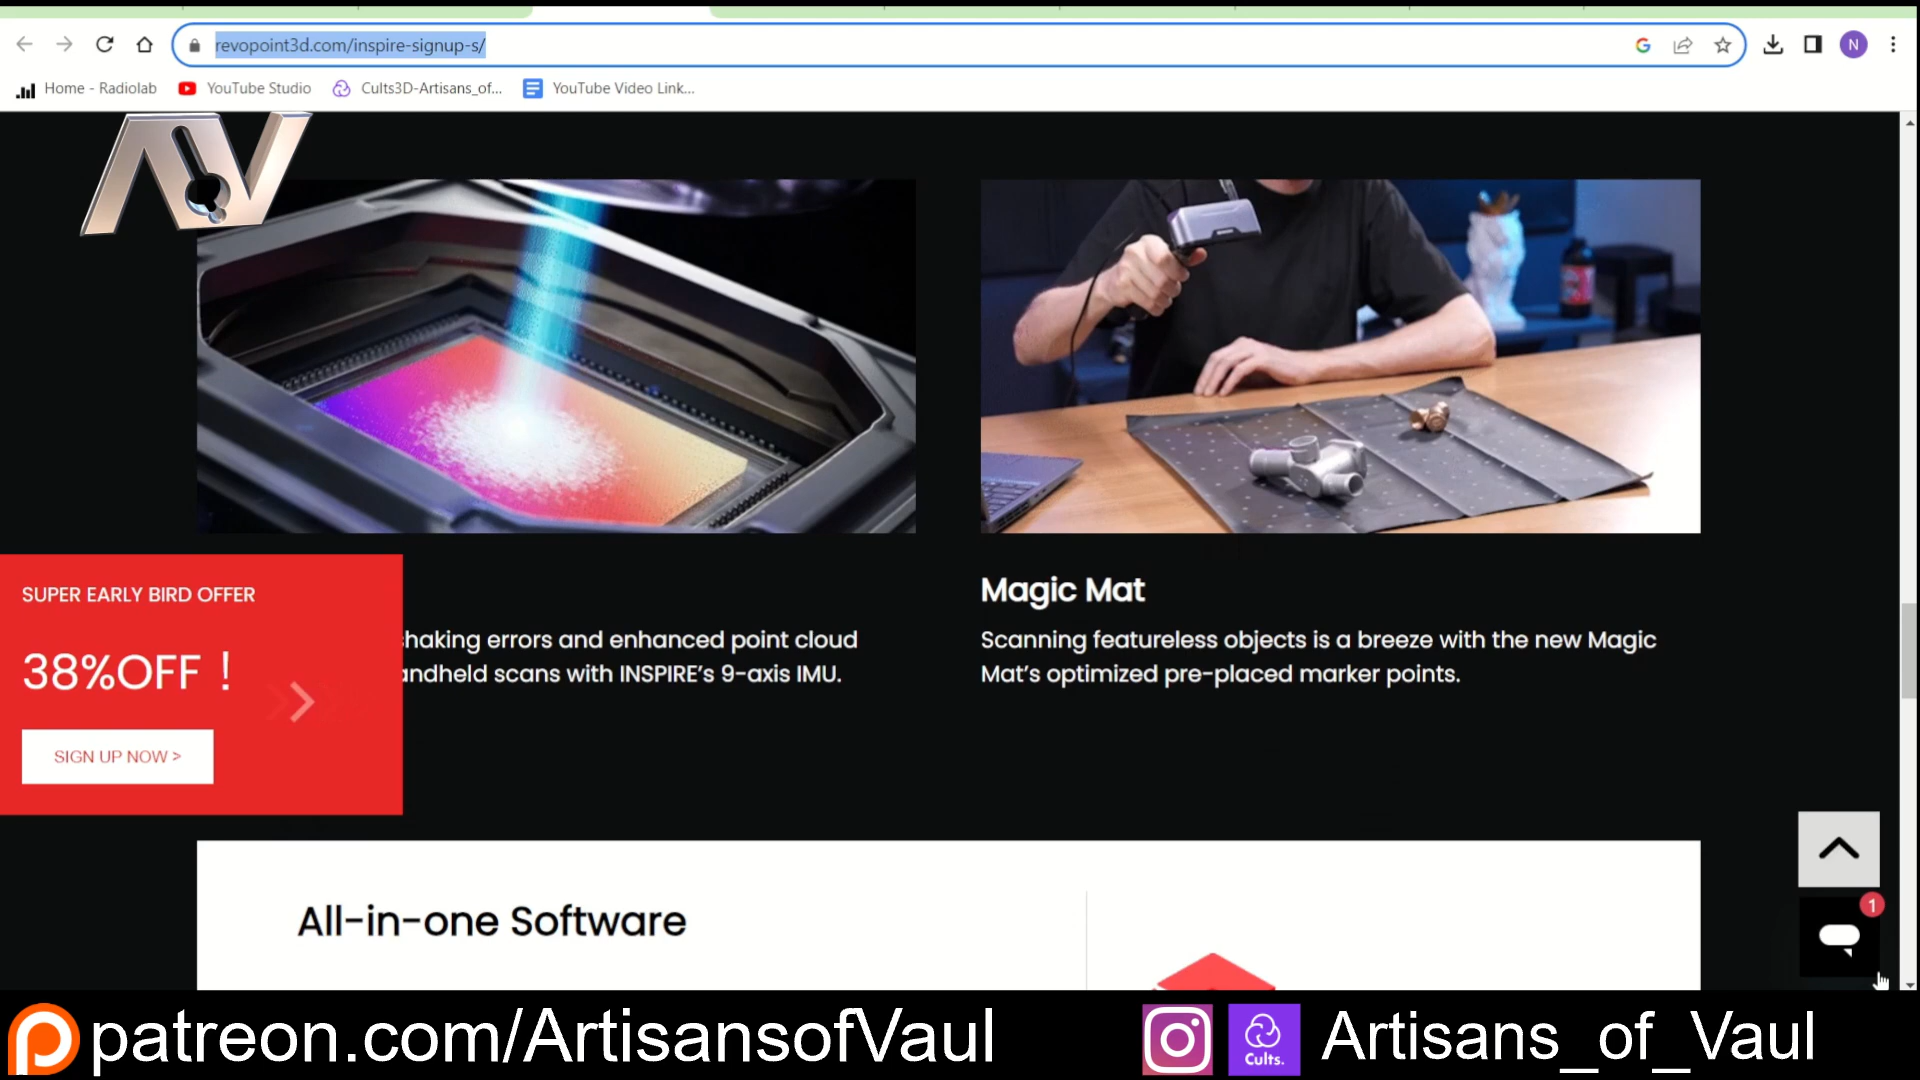 revopoint3d.com/inspire-signup-s/
N
Home - Radiolab
YouTube Studio
Cults3D-Artisans_of...
YouTube Video Link...
AV
SUPER EARLY BIRD OFFER
38%OFF！
SIGN UP NOW >
shaking errors and enhanced point cloud
andheld scans with INSPIRE's 9-axis IMU.
Magic Mat
Scanning featureless objects is a breeze with the new Magic
Mat's optimized pre-placed marker points.
All-in-one Software
1
patreon.com/ArtisansofVaul
Cults.
Artisans_of_Vaul